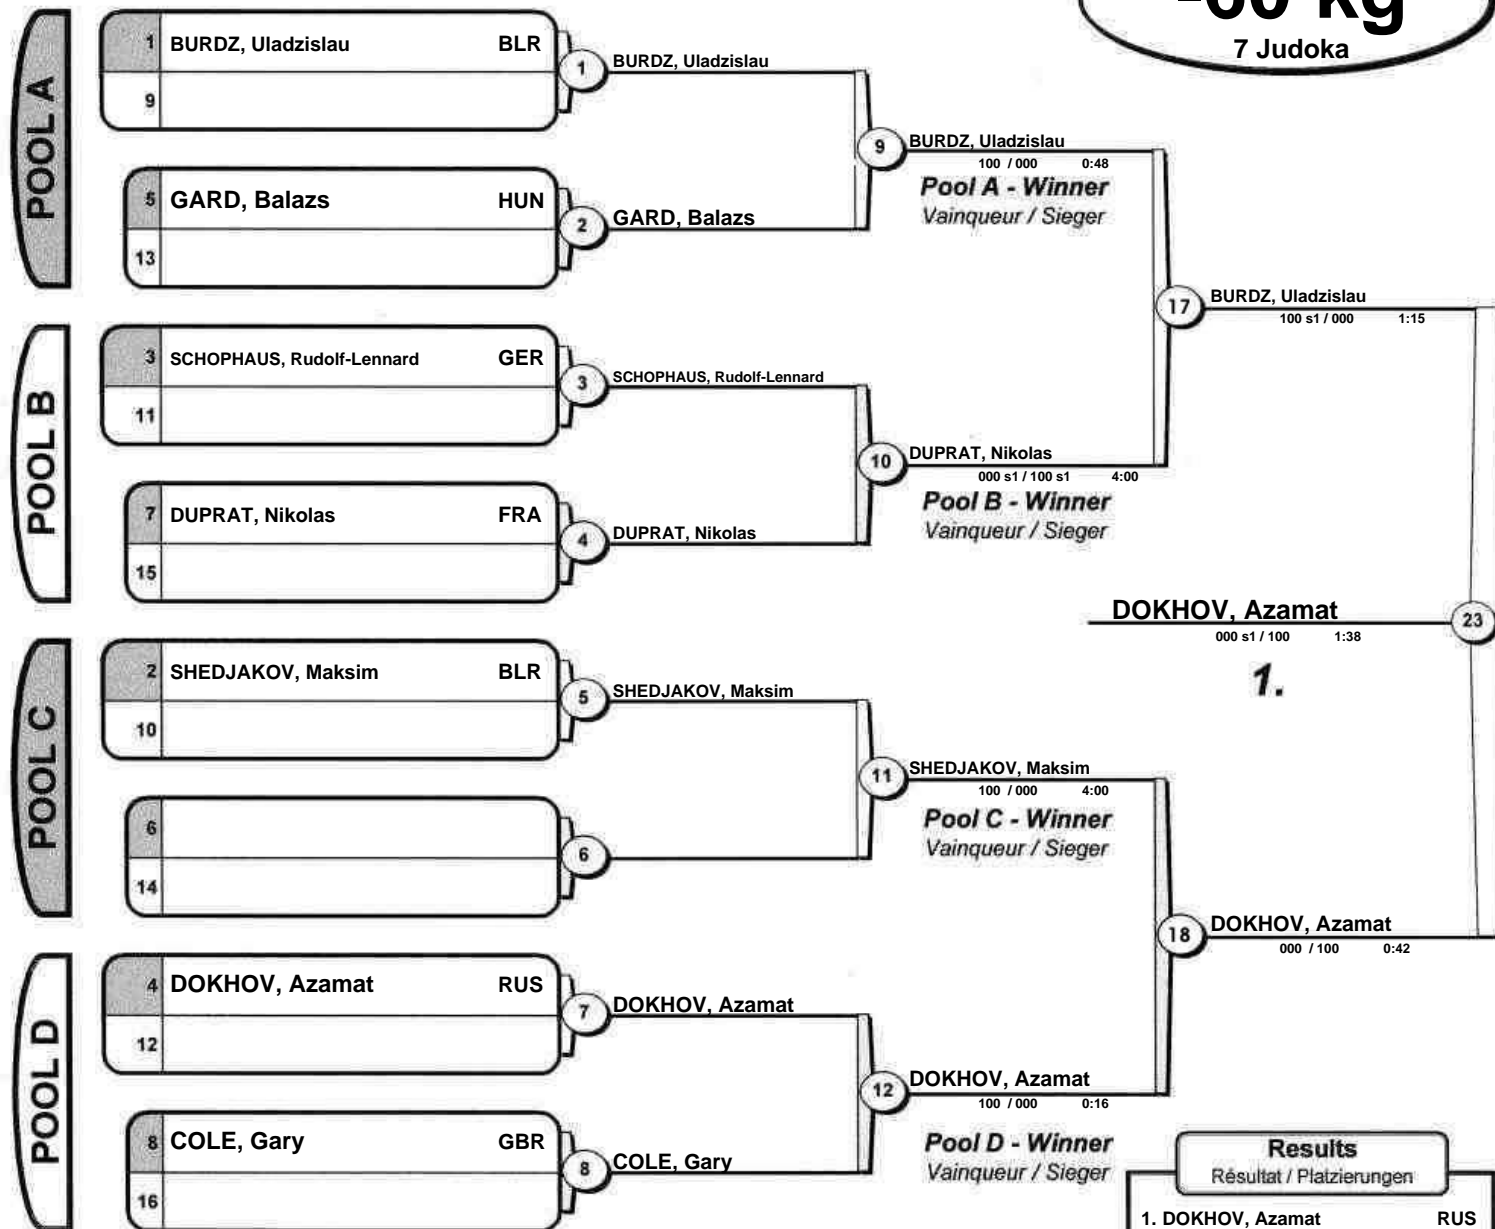 -60 kg
7 Judoka
POOL A
1 BURDZ, Uladzislau BLR
9
1 BURDZ, Uladzislau
5 GARD, Balazs HUN
13
2 GARD, Balazs
9 BURDZ, Uladzislau
100 / 000 0:48
Pool A - Winner
Vainqueur / Sieger
POOL B
3 SCHOPHAUS, Rudolf-Lennard GER
11
3 SCHOPHAUS, Rudolf-Lennard
7 DUPRAT, Nikolas FRA
15
4 DUPRAT, Nikolas
10 DUPRAT, Nikolas
000 s1 / 100 s1 4:00
Pool B - Winner
Vainqueur / Sieger
17 BURDZ, Uladzislau
100 s1 / 000 1:15
DOKHOV, Azamat 23
000 s1 / 100 1:38
1.
POOL C
2 SHEDJAKOV, Maksim BLR
10
5 SHEDJAKOV, Maksim
6
14
6
11 SHEDJAKOV, Maksim
100 / 000 4:00
Pool C - Winner
Vainqueur / Sieger
POOL D
4 DOKHOV, Azamat RUS
12
7 DOKHOV, Azamat
8 COLE, Gary GBR
16
8 COLE, Gary
12 DOKHOV, Azamat
100 / 000 0:16
Pool D - Winner
Vainqueur / Sieger
18 DOKHOV, Azamat
000 / 100 0:42
Results
Résultat / Platzierungen
1. DOKHOV, Azamat RUS